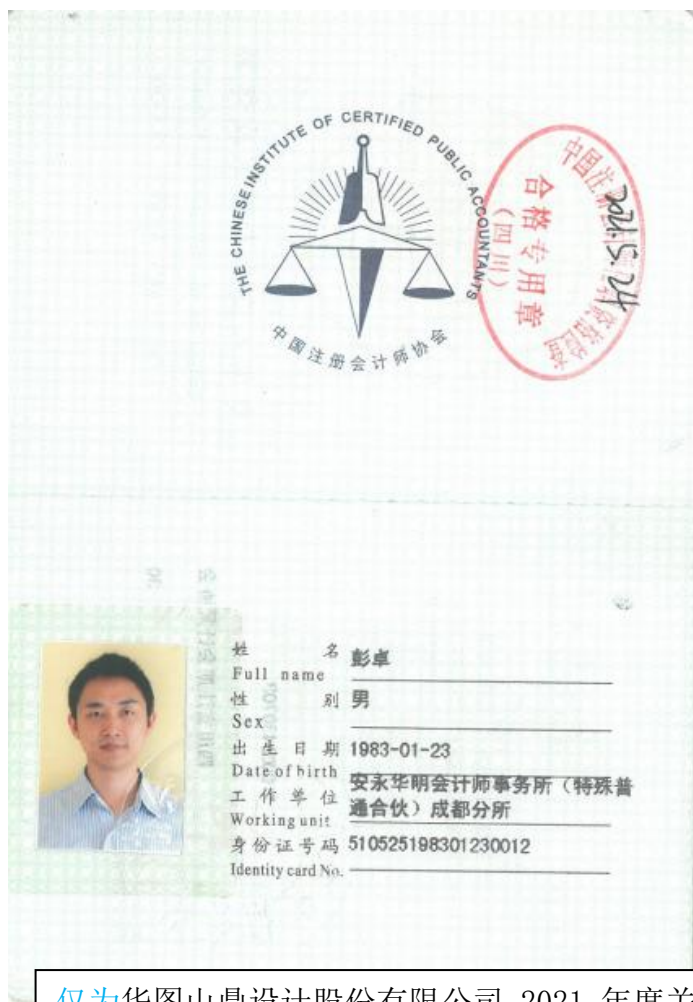 THE CHINESE INSTITUTE OF CERTIFIED PUBLIC ACCOUNTANTS
中国注册会计师协会
合格专用章
（四川）
2021.5.24
姓 名 彭卓
Full name
性 别 男
Sex
出生日期 1983-01-23
Date of birth
工作单位 安永华明会计师事务所（特殊普
Working unit 通合伙）成都分所
身份证号码 510525198301230012
Identity card No.
仅为华图山鼎设计股份有限公司 2021 年度